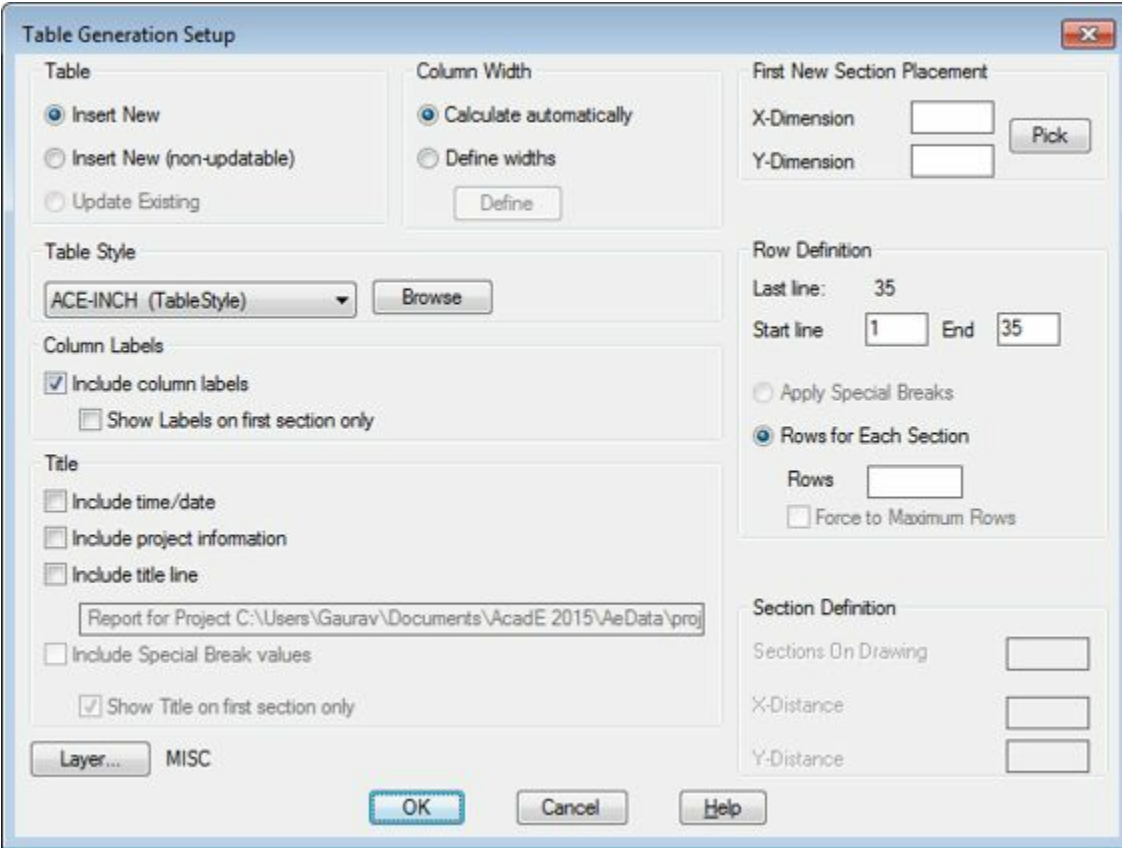 Table Generation Setup
Table
Insert New
Insert New (non-updatable)
Update Existing
Column Width
Calculate automatically
Define widths
Define
First New Section Placement
X-Dimension
Y-Dimension
Pick
Table Style
ACE-INCH (TableStyle)
Browse
Column Labels
Include column labels
Show Labels on first section only
Title
Include time/date
Include project information
Include title line
Report for Project C:\Users\Gaurav\Documents\AcadE 2015\AeData\proj
Include Special Break values
Show Title on first section only
Row Definition
Last line: 35
Start line 1 End 35
Apply Special Breaks
Rows for Each Section
Rows
Force to Maximum Rows
Section Definition
Sections On Drawing
X-Distance
Y-Distance
Layer... MISC
OK Cancel Help